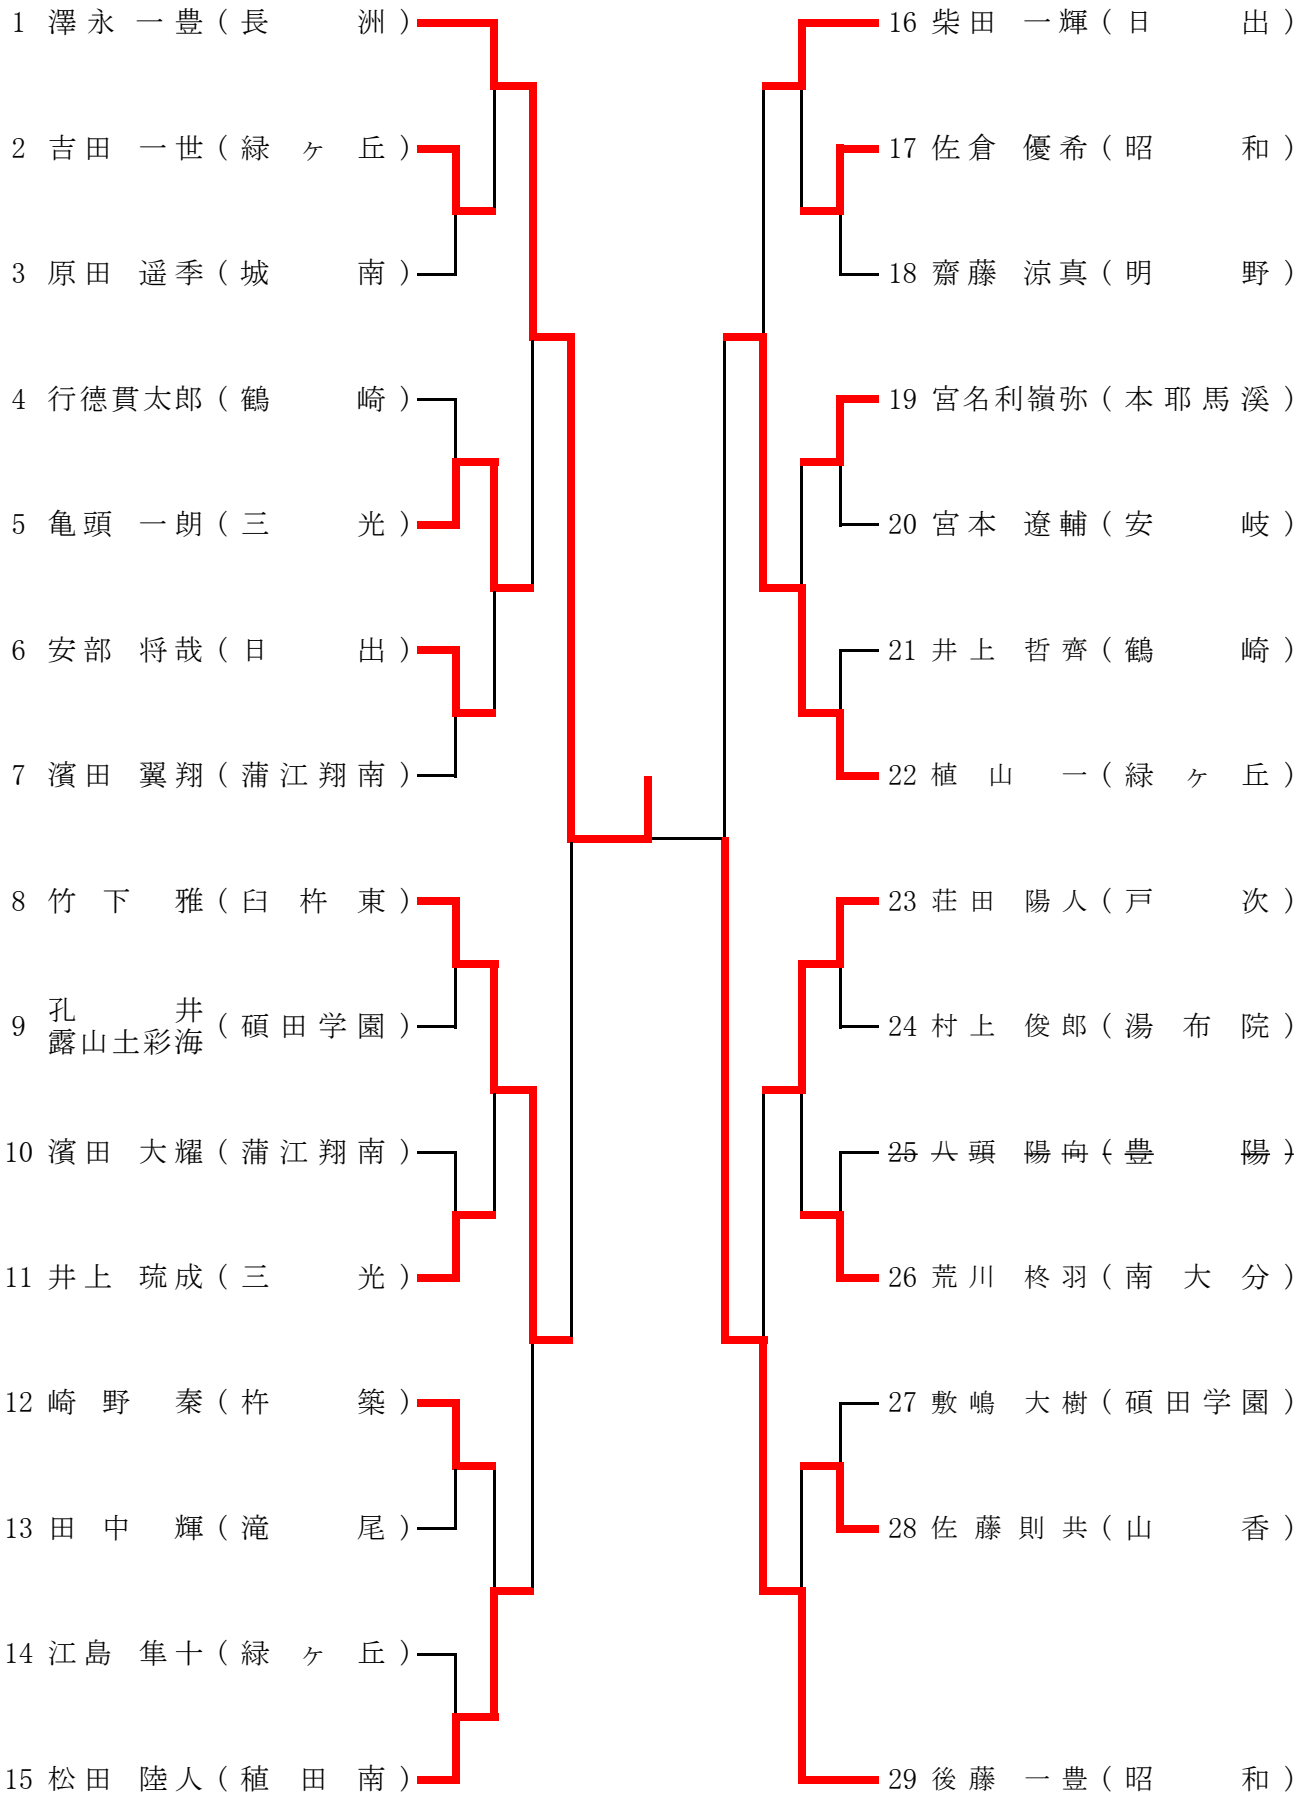 1 澤永 一豊 ( 長 洲 )
2 吉田 一世 ( 緑 ヶ 丘 )
3 原田 遥季 ( 城 南 )
4 行德貫太郎 ( 鶴 崎 )
5 亀頭 一朗 ( 三 光 )
6 安部 将哉 ( 日 出 )
7 濱田 翼翔 ( 蒲江翔南 )
8 竹下 雅 ( 臼 杵 東 )
9 孔井
露山土彩海 ( 碩田学園 )
10 濱田 大耀 ( 蒲江翔南 )
11 井上 琉成 ( 三 光 )
12 崎野 秦 ( 杵 築 )
13 田中 輝 ( 滝 尾 )
14 江島 隼十 ( 緑 ヶ 丘 )
15 松田 陸人 ( 稙 田 南 )
16 柴田 一輝 ( 日 出 )
17 佐倉 優希 ( 昭 和 )
18 齋藤 涼真 ( 明 野 )
19 宮名利嶺弥 ( 本耶馬溪 )
20 宮本 遼輔 ( 安 岐 )
21 井上 哲齊 ( 鶴 崎 )
22 植山 一 ( 緑 ヶ 丘 )
23 荘田 陽人 ( 戸 次 )
24 村上 俊郎 ( 湯 布 院 )
25 八頭 陽向 ( 豊 陽 )
26 荒川 柊羽 ( 南 大 分 )
27 敷嶋 大樹 ( 碩田学園 )
28 佐藤則共 ( 山 香 )
29 後藤 一豊 ( 昭 和 )